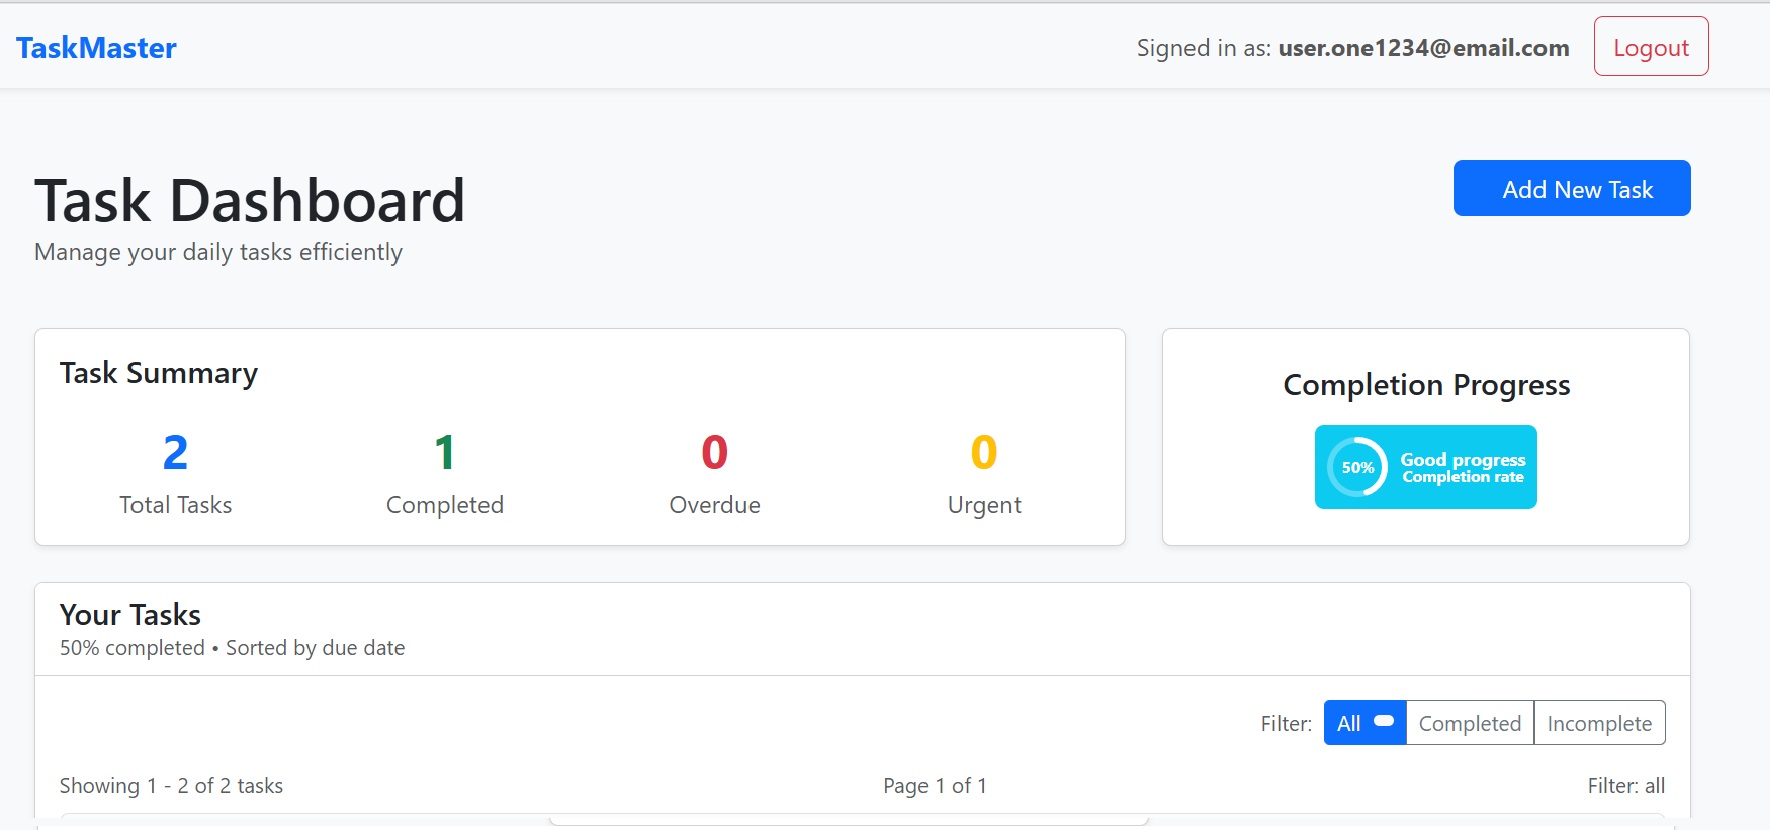 TaskMaster
Signed in as: user.one1234@email.com
Logout
Task Dashboard
Manage your daily tasks efficiently
Add New Task
Task Summary
2
Total Tasks
1
Completed
0
Overdue
0
Urgent
Completion Progress
50%
Good progress
Completion rate
Your Tasks
50% completed • Sorted by due date
Filter: All Completed Incomplete
Showing 1 - 2 of 2 tasks
Page 1 of 1
Filter: all